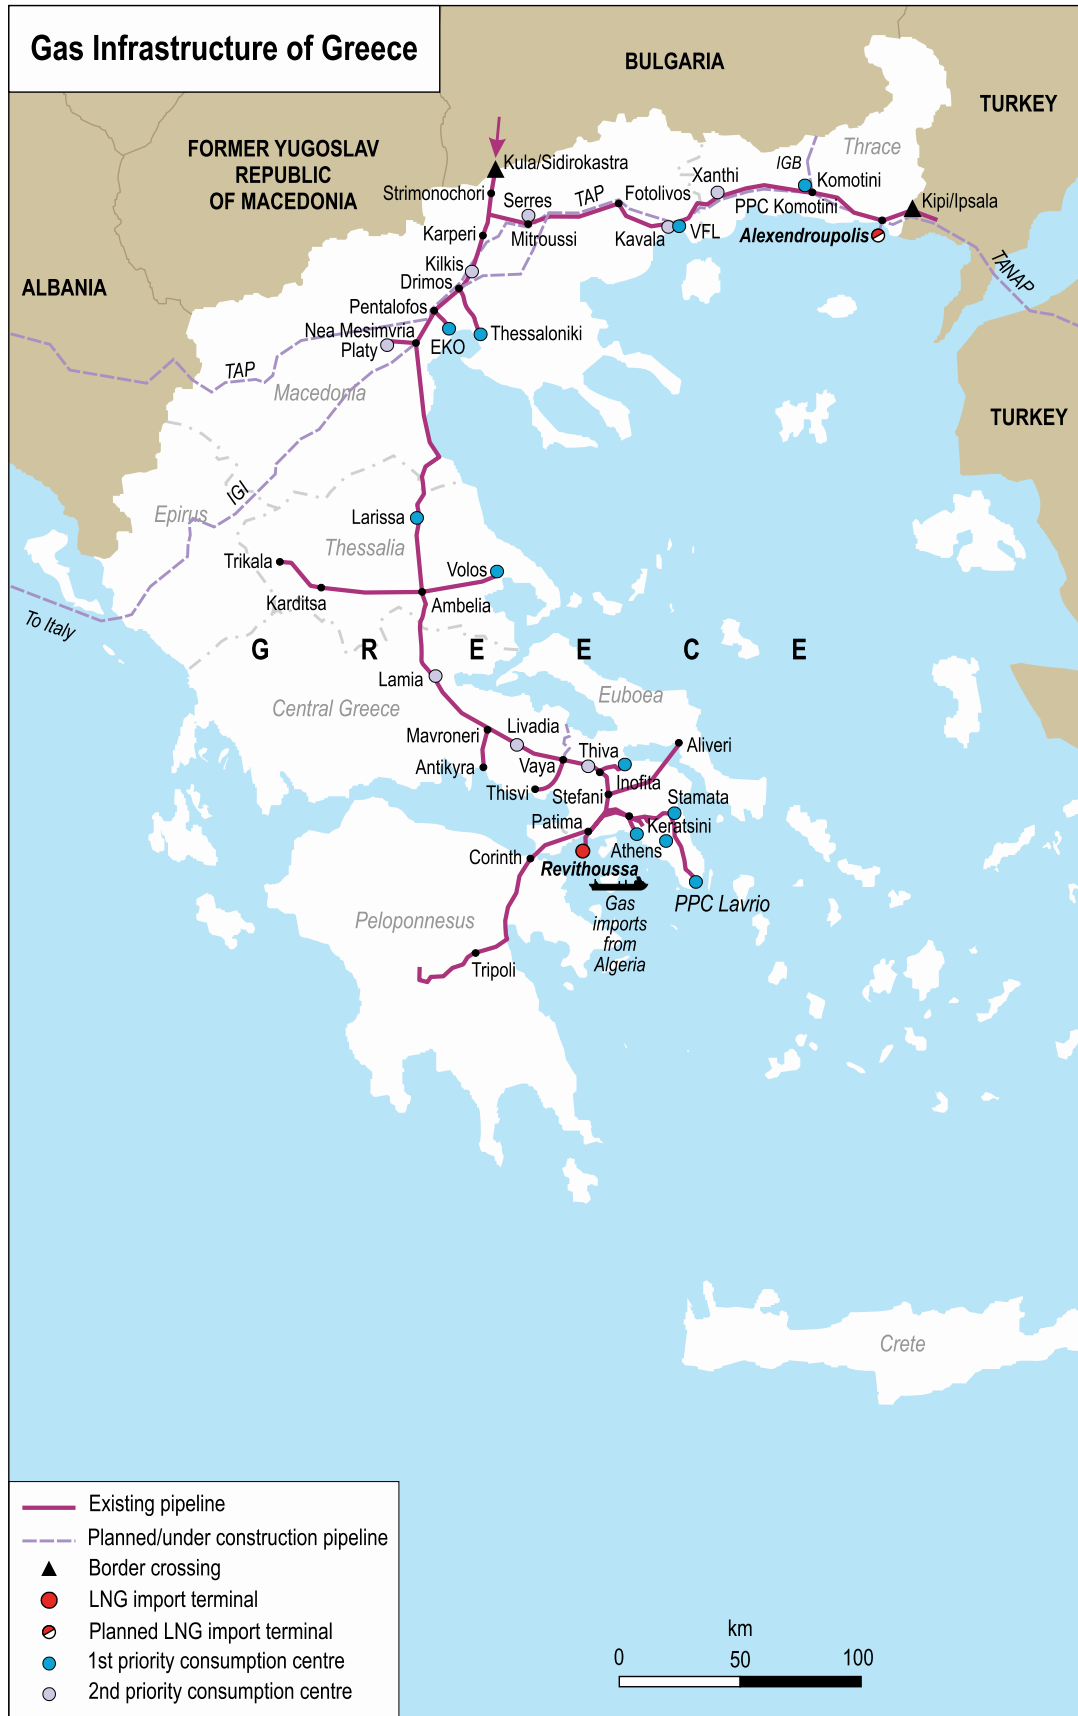 Gas Infrastructure of Greece
BULGARIA
TURKEY
FORMER YUGOSLAV
REPUBLIC
OF MACEDONIA
Thrace
IGB
Kula/Sidirokastra
Xanthi
Komotini
Strimonochori
Serres
TAP
Fotolivos
PPC Komotini
Kipi/Ipsala
Karperi
Mitroussi
Kavala
VFL
Alexendroupolis
Kilkis
Drimos
TANAP
ALBANIA
Pentalofos
Nea Mesimvria
Platy
EKO
Thessaloniki
TAP
Macedonia
TURKEY
IGI
Epirus
Larissa
Thessalia
Trikala
Volos
Karditsa
Ambelia
To Italy
G R E E C E
Lamia
Euboea
Central Greece
Mavroneri
Livadia
Aliveri
Antikyra
Vaya
Thiva
Inofita
Thisvi
Stefani
Stamata
Patima
Keratsini
Corinth
Athens
Revithoussa
PPC Lavrio
Gas
imports
from
Algeria
Peloponnesus
Tripoli
Crete
Existing pipeline
Planned/under construction pipeline
Border crossing
LNG import terminal
Planned LNG import terminal
1st priority consumption centre
2nd priority consumption centre
km
0 50 100